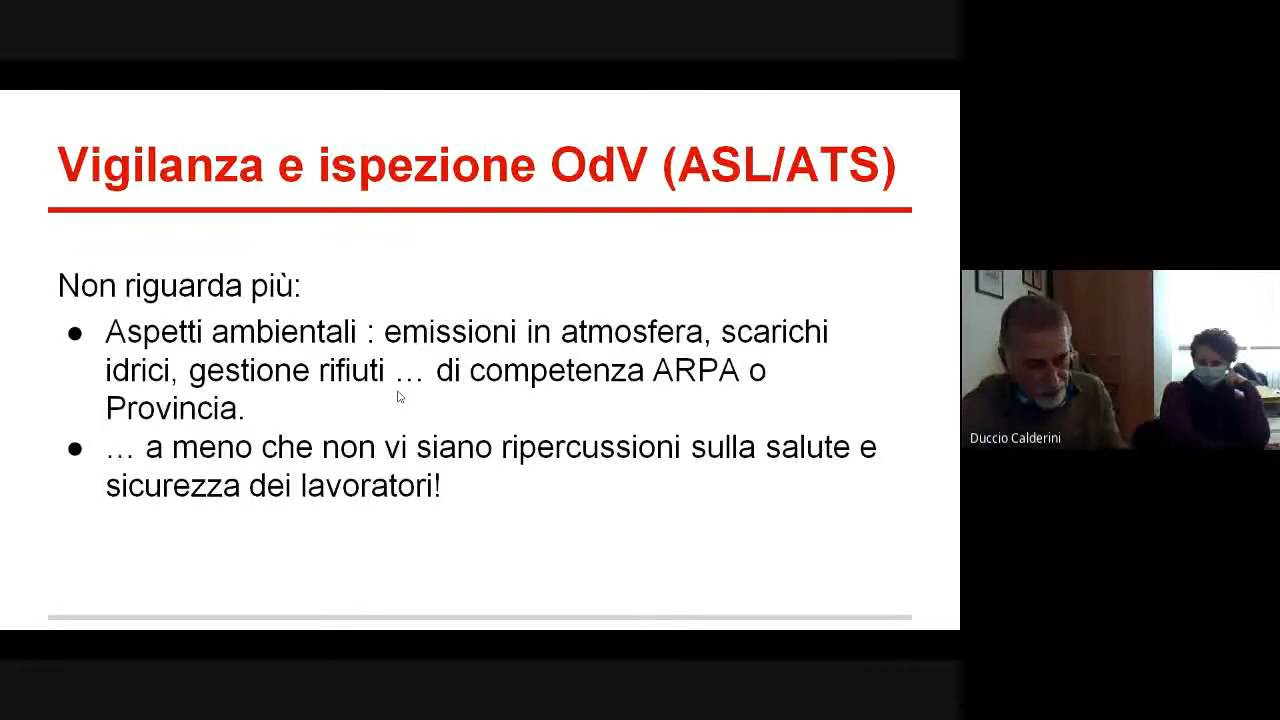 Vigilanza e ispezione OdV (ASL/ATS)
Non riguarda più:
● Aspetti ambientali : emissioni in atmosfera, scarichi
idrici, gestione rifiuti … di competenza ARPA o
Provincia.
● … a meno che non vi siano ripercussioni sulla salute e
sicurezza dei lavoratori!
Duccio Calderini